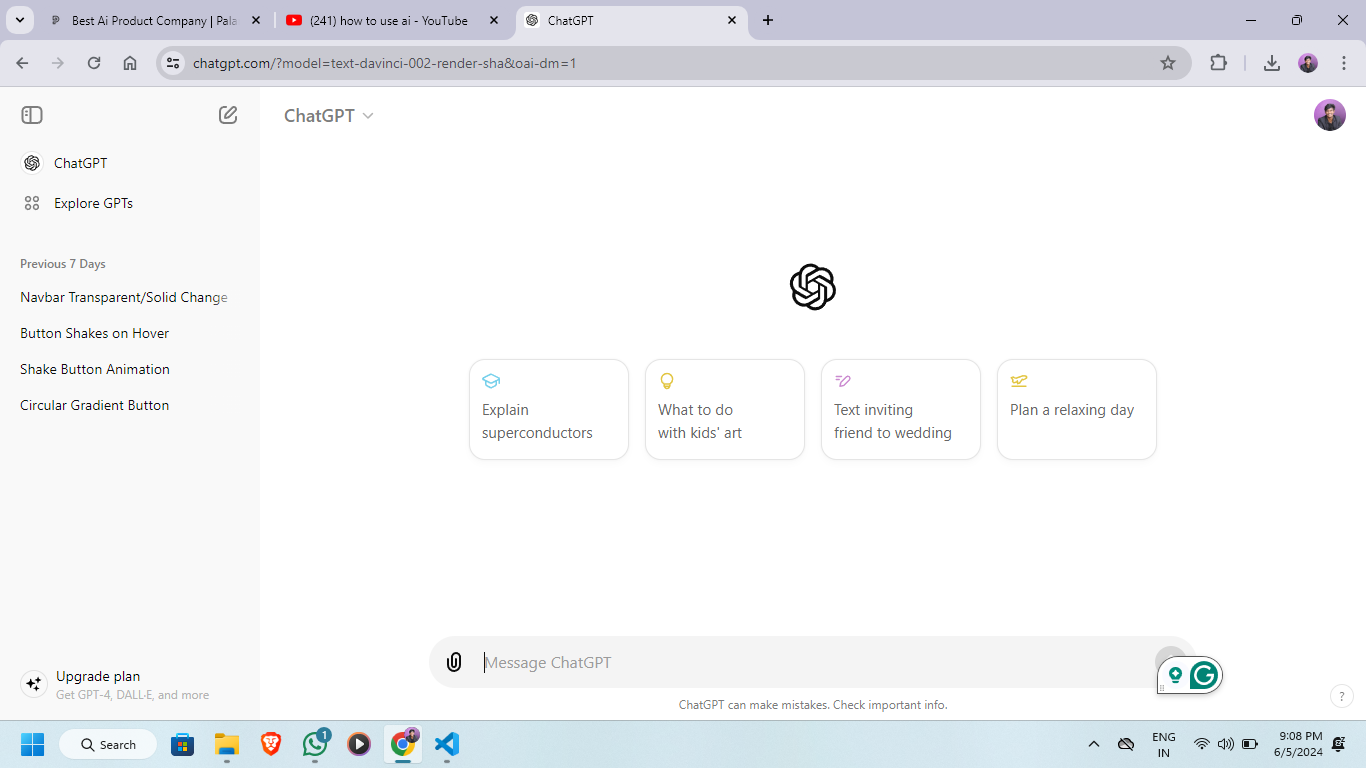 Best Ai Product Company | Pala
(241) how to use ai - YouTube
ChatGPT
chatgpt.com/?model=text-davinci-002-render-sha&oai-dm=1
ChatGPT
ChatGPT
Explore GPTs
Previous 7 Days
Navbar Transparent/Solid Change
Button Shakes on Hover
Shake Button Animation
Circular Gradient Button
Explain
superconductors
What to do
with kids' art
Text inviting
friend to wedding
Plan a relaxing day
Upgrade plan
Get GPT-4, DALL·E, and more
Message ChatGPT
ChatGPT can make mistakes. Check important info.
?
Search
1
ENG
IN
9:08 PM
6/5/2024